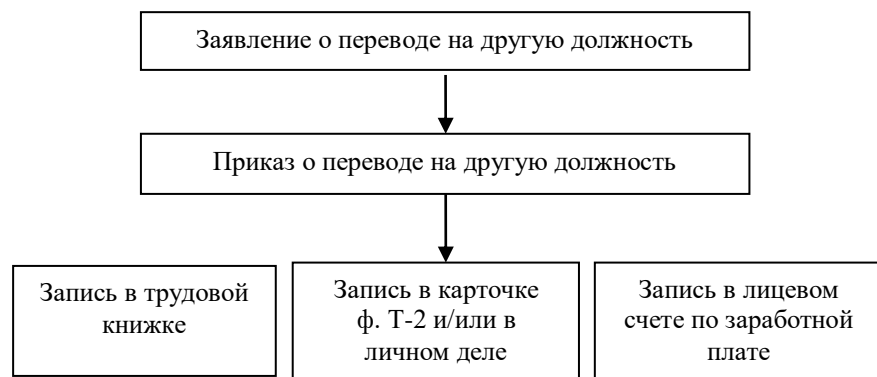 Заявление о переводе на другую должность
Приказ о переводе на другую должность
Запись в трудовой
книжке
Запись в карточке
ф. Т-2 и/или в
личном деле
Запись в лицевом
счете по заработной
плате